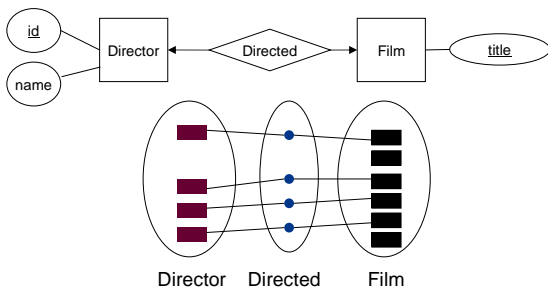 id
name
Director
Directed
Film
title
Director Directed Film